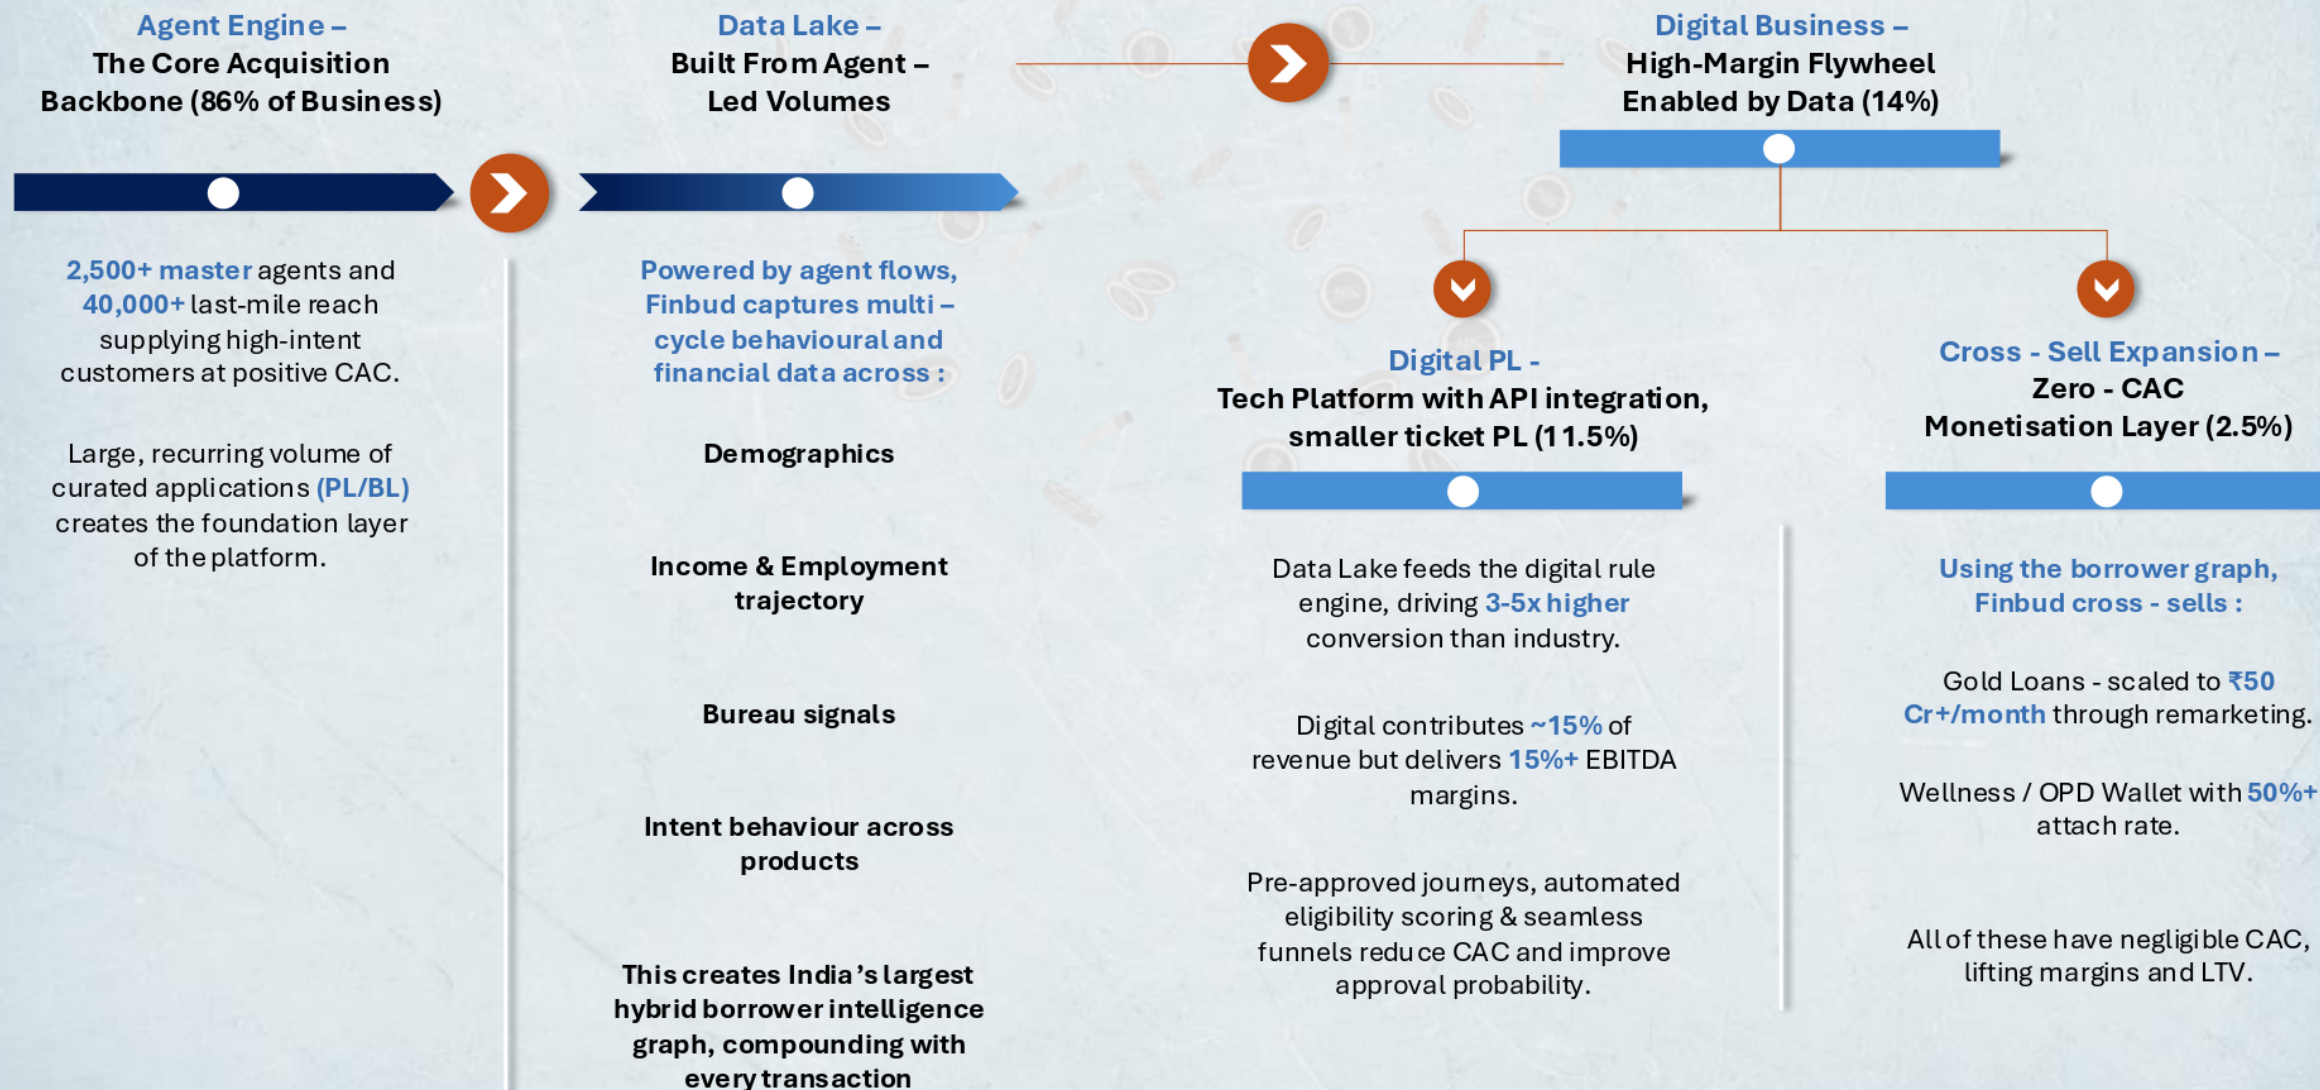 Agent Engine –
The Core Acquisition
Backbone (86% of Business)
2,500+ master agents and
40,000+ last-mile reach
supplying high-intent
customers at positive CAC.
Large, recurring volume of
curated applications (PL/BL)
creates the foundation layer
of the platform.
Data Lake –
Built From Agent –
Led Volumes
Powered by agent flows,
Finbud captures multi –
cycle behavioural and
financial data across :
Demographics
Income & Employment
trajectory
Bureau signals
Intent behaviour across
products
This creates India's largest
hybrid borrower intelligence
graph, compounding with
every transaction
Digital Business –
High-Margin Flywheel
Enabled by Data (14%)
Digital PL -
Tech Platform with API integration,
smaller ticket PL (11.5%)
Data Lake feeds the digital rule
engine, driving 3-5x higher
conversion than industry.
Digital contributes ~15% of
revenue but delivers 15%+ EBITDA
margins.
Pre-approved journeys, automated
eligibility scoring & seamless
funnels reduce CAC and improve
approval probability.
Cross - Sell Expansion –
Zero - CAC
Monetisation Layer (2.5%)
Using the borrower graph,
Finbud cross - sells :
Gold Loans - scaled to ₹50
Cr+/month through remarketing.
Wellness / OPD Wallet with 50%+
attach rate.
All of these have negligible CAC,
lifting margins and LTV.